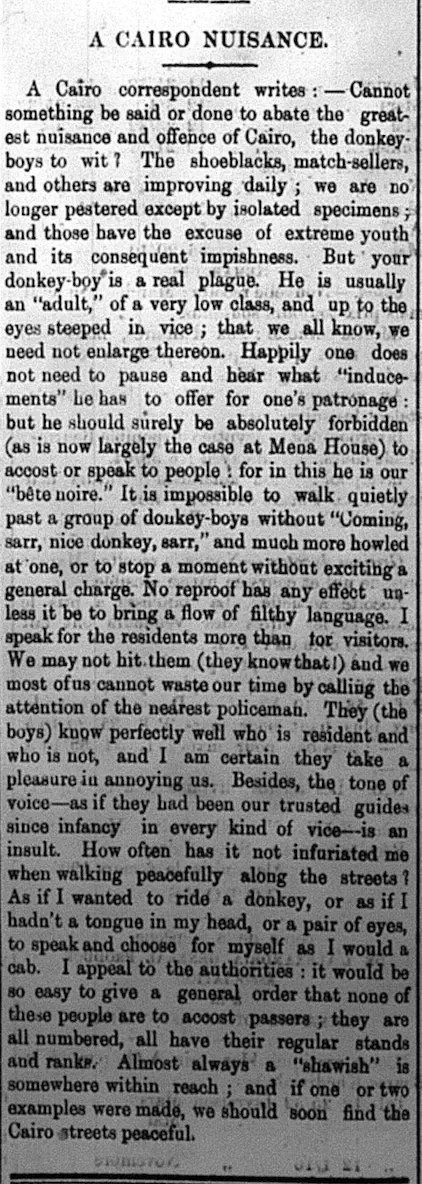 A CAIRO NUISANCE.
A Cairo correspondent writes : — Cannot
something be said or done to abate the great-
est nuisance and offence of Cairo, the donkey-
boys to wit ? The shoeblacks, match-sellers,
and others are improving daily ; we are no
longer pestered except by isolated specimens ;
and those have the excuse of extreme youth
and its consequent impishness. But your
donkey-boy is a real plague. He is usually
an "adult," of a very low class, and up to the
eyes steeped in vice ; that we all know, we
need not enlarge thereon. Happily one does
not need to pause and hear what "induce-
ments" he has to offer for one's patronage :
but he should surely be absolutely forbidden
(as is now largely the case at Mena House) to
accost or speak to people : for in this he is our
"bête noire." It is impossible to walk quietly
past a group of donkey-boys without "Coming,
sarr, nice donkey, sarr," and much more howled
at one, or to stop a moment without exciting a
general charge. No reproof has any effect un-
less it be to bring a flow of filthy language. I
speak for the residents more than for visitors.
We may not hit them (they know that!) and we
most of us cannot waste our time by calling the
attention of the nearest policeman. They (the
boys) know perfectly well who is resident and
who is not, and I am certain they take a
pleasure in annoying us. Besides, the tone of
voice—as if they had been our trusted guides
since infancy in every kind of vice—is an
insult. How often has it not infuriated me
when walking peacefully along the streets ?
As if I wanted to ride a donkey, or as if I
hadn't a tongue in my head, or a pair of eyes,
to speak and choose for myself as I would a
cab. I appeal to the authorities : it would be
so easy to give a general order that none of
these people are to accost passers ; they are
all numbered, all have their regular stands
and ranks. Almost always a "shawish" is
somewhere within reach ; and if one or two
examples were made, we should soon find the
Cairo streets peaceful.